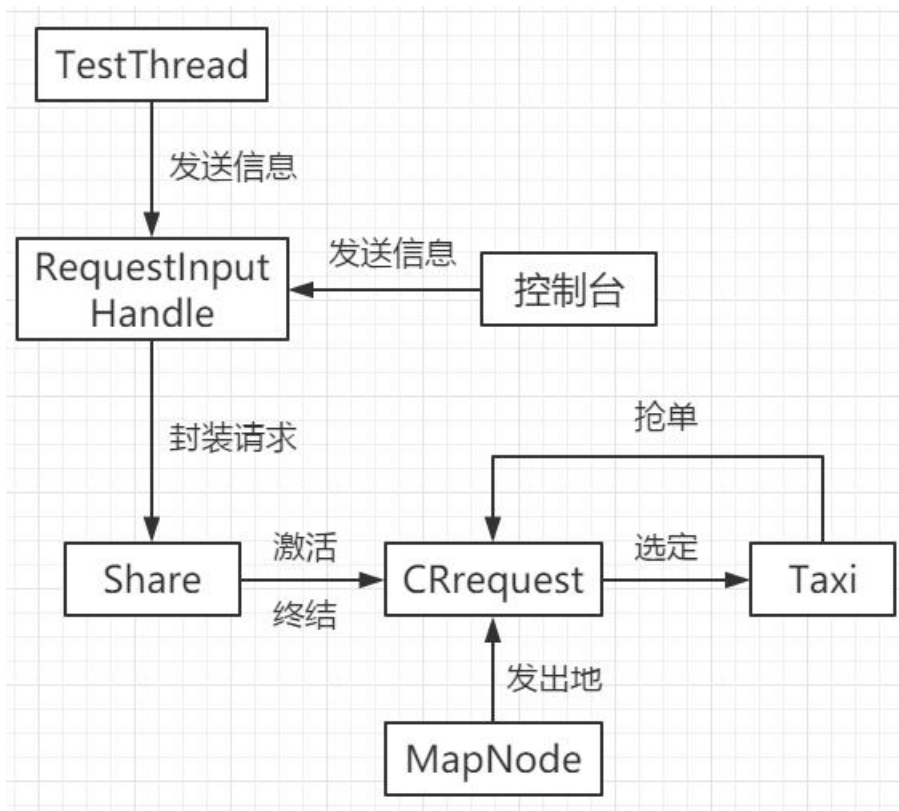 TestThread
发送信息
RequestInput
Handle
发送信息
控制台
封装请求
抢单
Share
激活
终结
CRrequest
选定
Taxi
发出地
MapNode